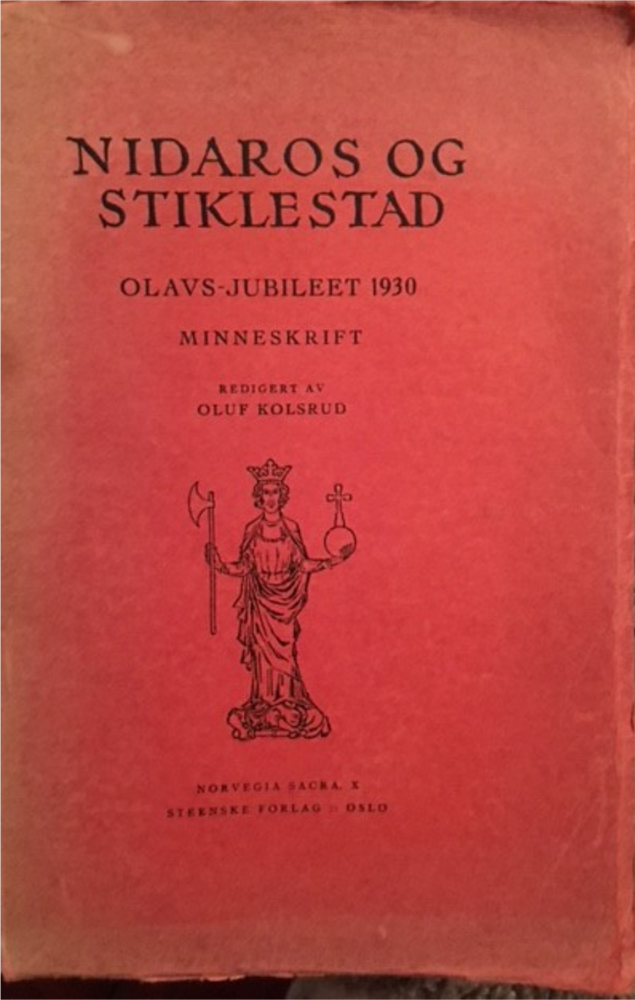 NIDAROS OG
STIKLESTAD
OLAVS-JUBILEET 1930
MINNESKRIFT
REDIGERT AV
OLUF KOLSRUD
NORVEGIA SACRA. X
STEENSKE FORLAG :: OSLO